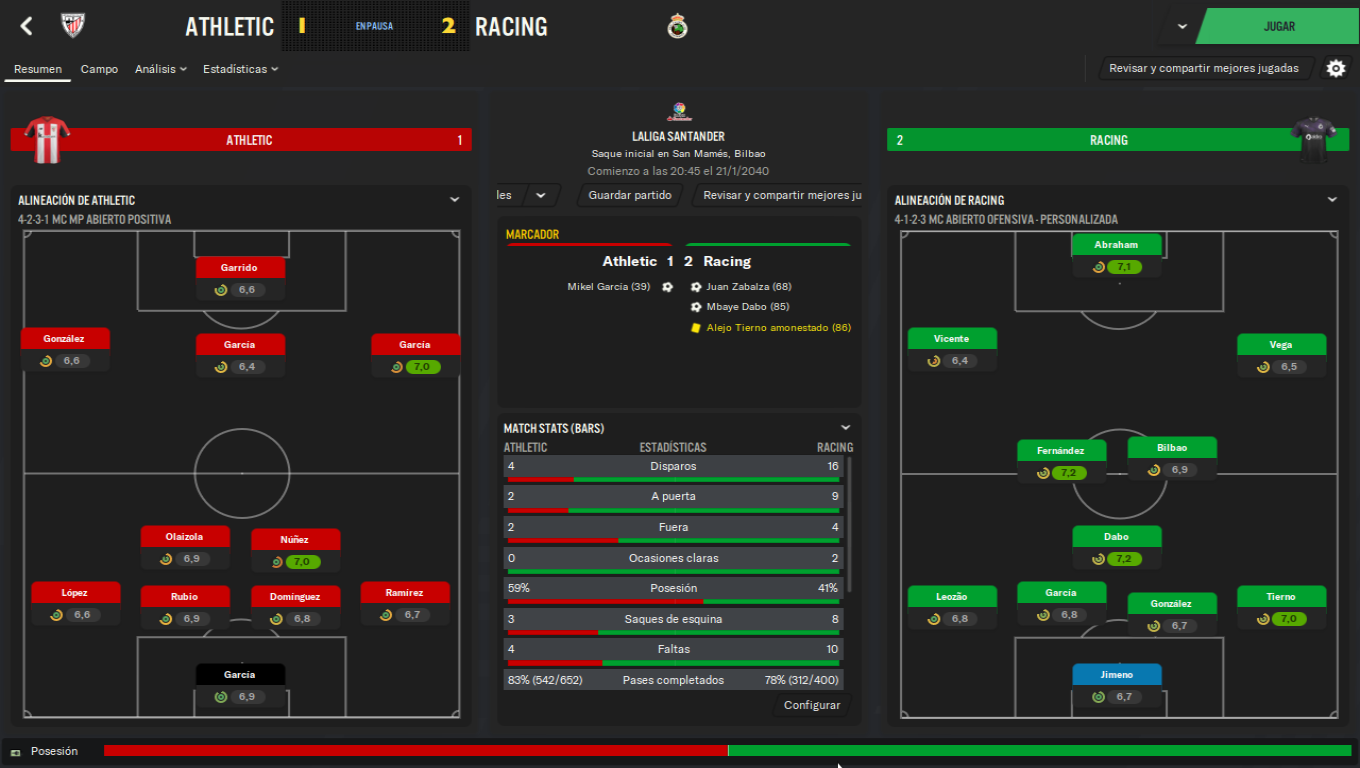 ATHLETIC 1 EN PAUSA 2 RACING JUGAR
Resumen Campo Análisis Estadísticas Revisar y compartir mejores jugadas
ATHLETIC 1
LALIGA SANTANDER
Saque inicial en San Mamés, Bilbao
Comienzo a las 20:45 el 21/1/2040
les Guardar partido Revisar y compartir mejores ju
2 RACING
ALINEACIÓN DE ATHLETIC
4-2-3-1 MC MP ABIERTO POSITIVA
Garrido
6,6
González
6,6
García
6,4
García
7,0
Olaizola
6,9
Núñez
7,0
López
6,6
Rubio
6,9
Domínguez
6,8
Ramírez
6,7
García
6,9
MARCADOR
Athletic 1 2 Racing
Mikel García (39) Juan Zabalza (68)
Mbaye Dabo (85)
Alejo Tierno amonestado (86)
MATCH STATS (BARS)
ATHLETIC ESTADÍSTICAS RACING
4 Disparos 16
2 A puerta 9
2 Fuera 4
0 Ocasiones claras 2
59% Posesión 41%
3 Saques de esquina 8
4 Faltas 10
83% (542/652) Pases completados 78% (312/400)
Configurar
ALINEACIÓN DE RACING
4-1-2-3 MC ABIERTO OFENSIVA - PERSONALIZADA
Abraham
7,1
Vicente
6,4
Vega
6,5
Fernández
7,2
Bilbao
6,9
Dabo
7,2
Leozão
6,8
García
6,8
González
6,7
Tierno
7,0
Jimeno
6,7
Posesión